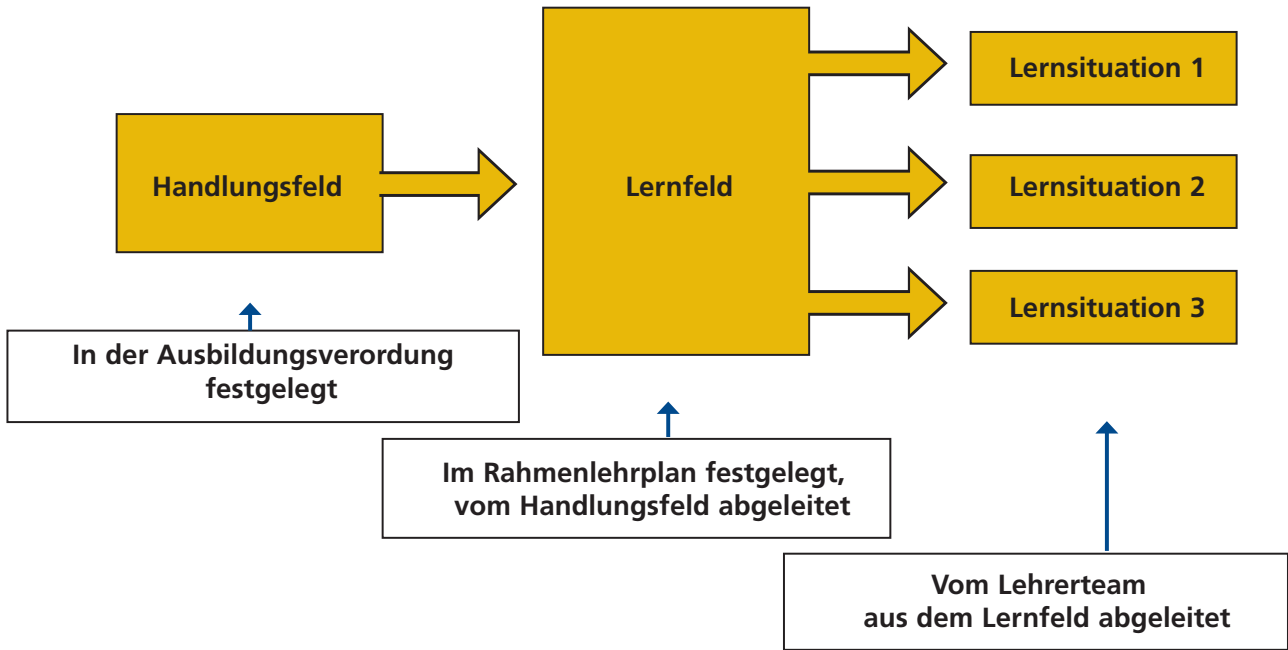 Handlungsfeld
Lernfeld
Lernsituation 1
Lernsituation 2
Lernsituation 3
In der Ausbildungsverordung
festgelegt
Im Rahmenlehrplan festgelegt,
vom Handlungsfeld abgeleitet
Vom Lehrerteam
aus dem Lernfeld abgeleitet